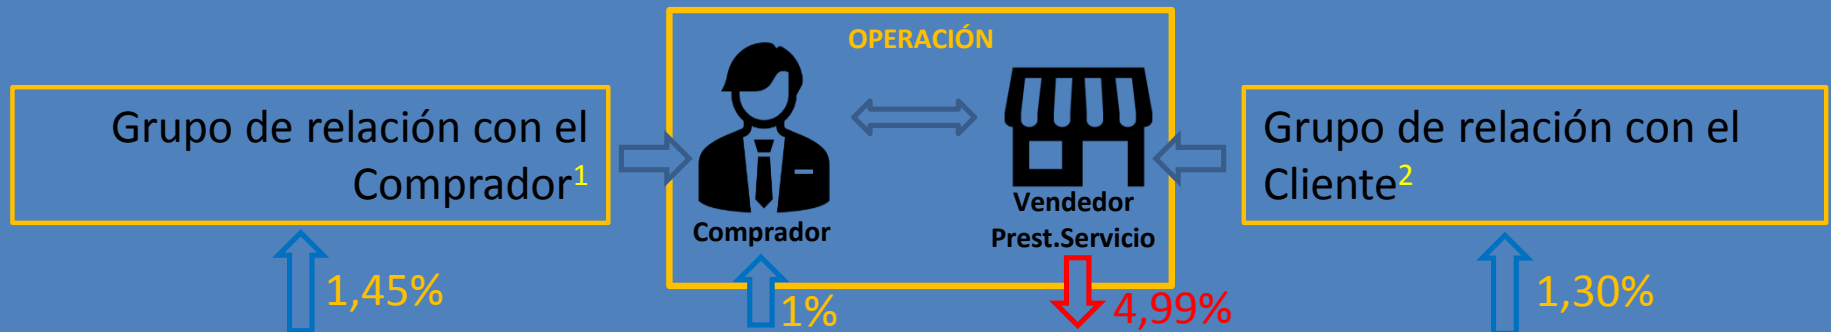 OPERACIÓN
Grupo de relación con el
Comprador1
Comprador
Vendedor
Prest.Servicio
Grupo de relación con el
Cliente2
1,45%
1%
4,99%
1,30%